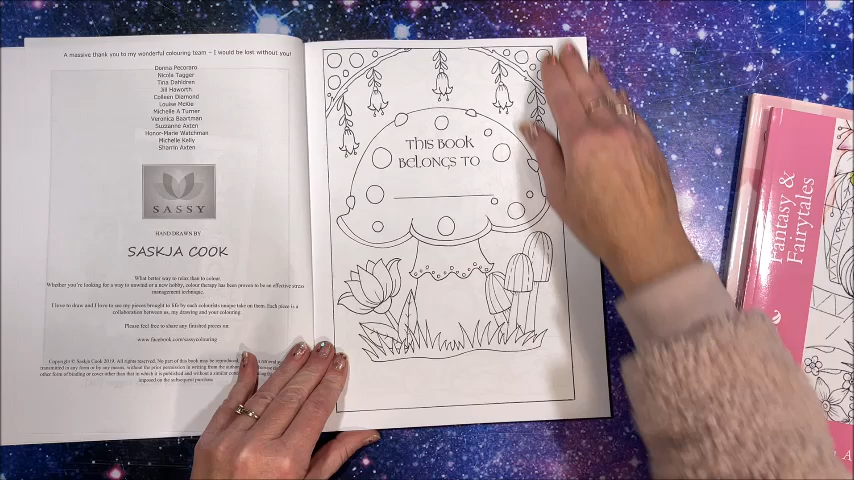 A massive thank you to my wonderful colouring team – I would be lost without you!
Donna Pecoraro
Nicola Tagger
Tina Dahldren
Jill Haworth
Colleen Diamond
Louise McKie
Michelle A Turner
Veronica Baartman
Suzzanne Axten
Honor-Marie Watchman
Michelle Kelly
Sharrin Axten
SASSY
HAND DRAWN BY
SASKJA COOK
What better way to relax than to colour.
Whether you're looking for a way to unwind or a new hobby, colour therapy has been proven to be an effective stress
management technique.
I love to draw and I love to see my pieces brought to life by each colourists unique take on them. Each piece is a
collaboration between us, my drawing and your colouring.
Please feel free to share any finished pieces on
www.facebook.com/sassycolouring
Copyright © Saskja Cook 2019. All rights reserved. No part of this book may be reproduced,
transmitted in any form or by any means, without the prior permission in writing from the author
other form of binding or cover other than that in which it is published and without a similar
imposed on the subsequent purchase
THIS BOOK
BELONGS TO
Fantasy &
Fairytales